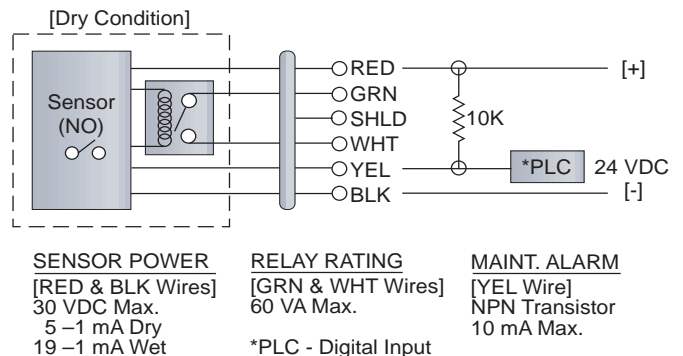 [Dry Condition]
Sensor
(NO)
RED
GRN
SHLD
WHT
YEL
BLK
10K
[+]
*PLC
24 VDC
[-]
SENSOR POWER
[RED & BLK Wires]
30 VDC Max.
5 –1 mA Dry
19 –1 mA Wet
RELAY RATING
[GRN & WHT Wires]
60 VA Max.
*PLC - Digital Input
MAINT. ALARM
[YEL Wire]
NPN Transistor
10 mA Max.